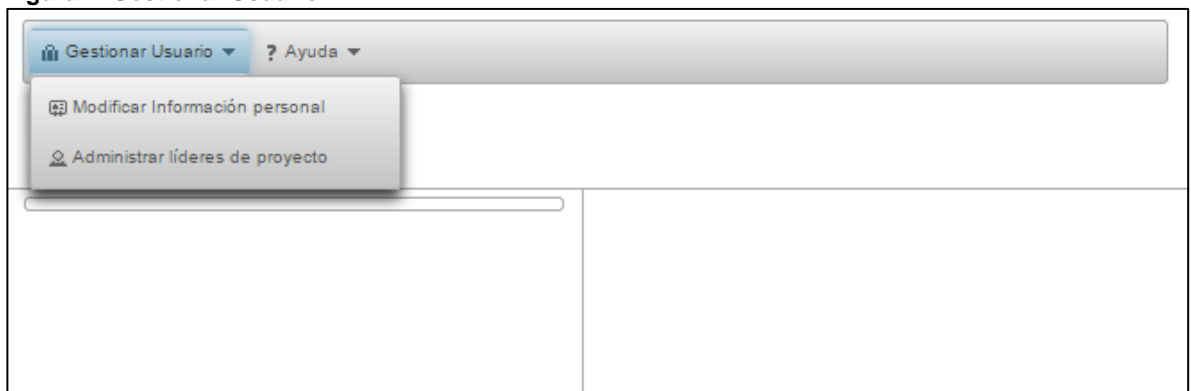 Gestionar Usuario
? Ayuda
Modificar Información personal
Administrar líderes de proyecto